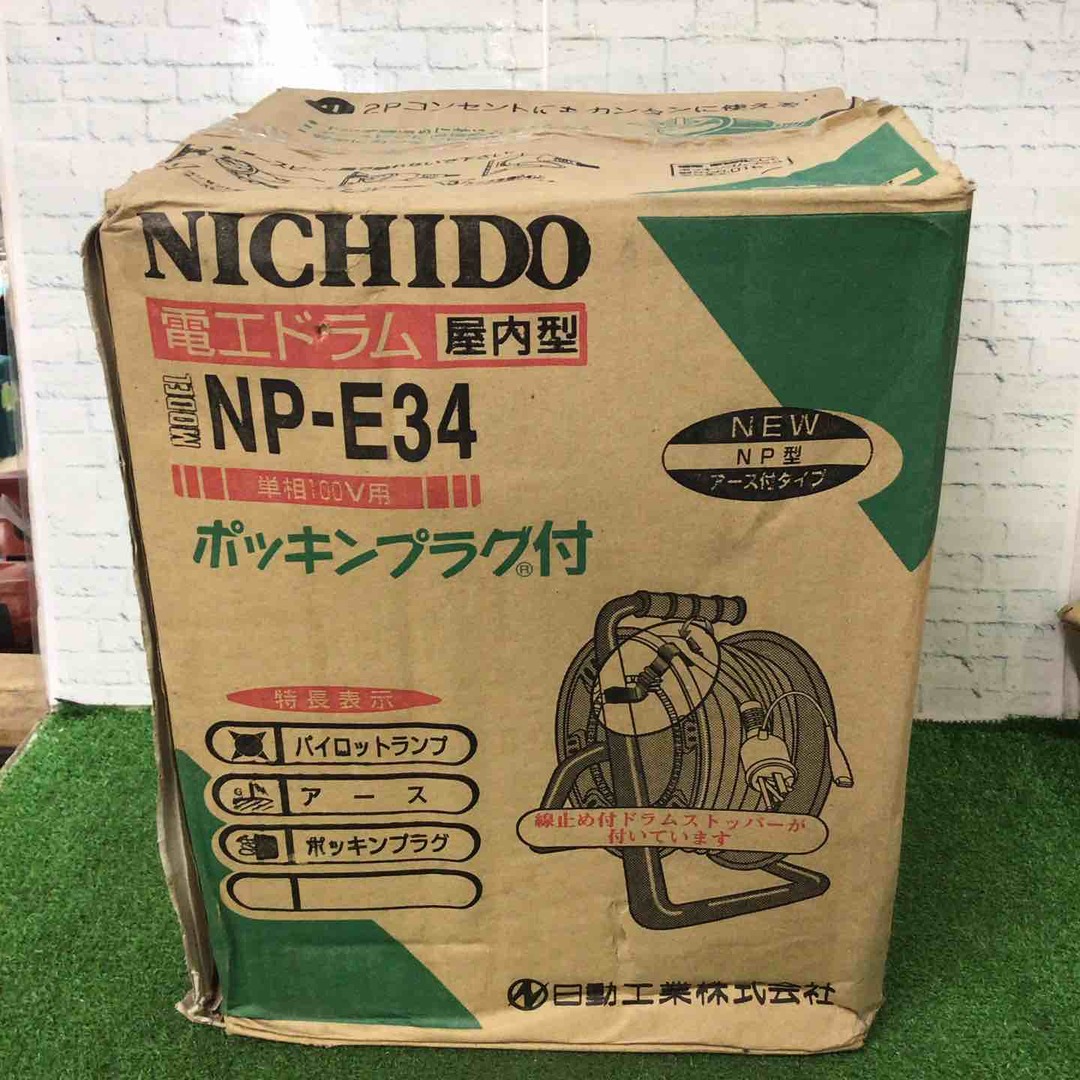 2Pコンセントにもカンタンに使える
NICHIDO
電工ドラム 屋内型
MODEL NP-E34
単相100V用
ポッキンプラグ®付
NEW
NP型
アース付タイプ
特長表示
パイロットランプ
アース
ポッキンプラグ
線止め付ドラムストッパーが
付いています
日動工業株式会社